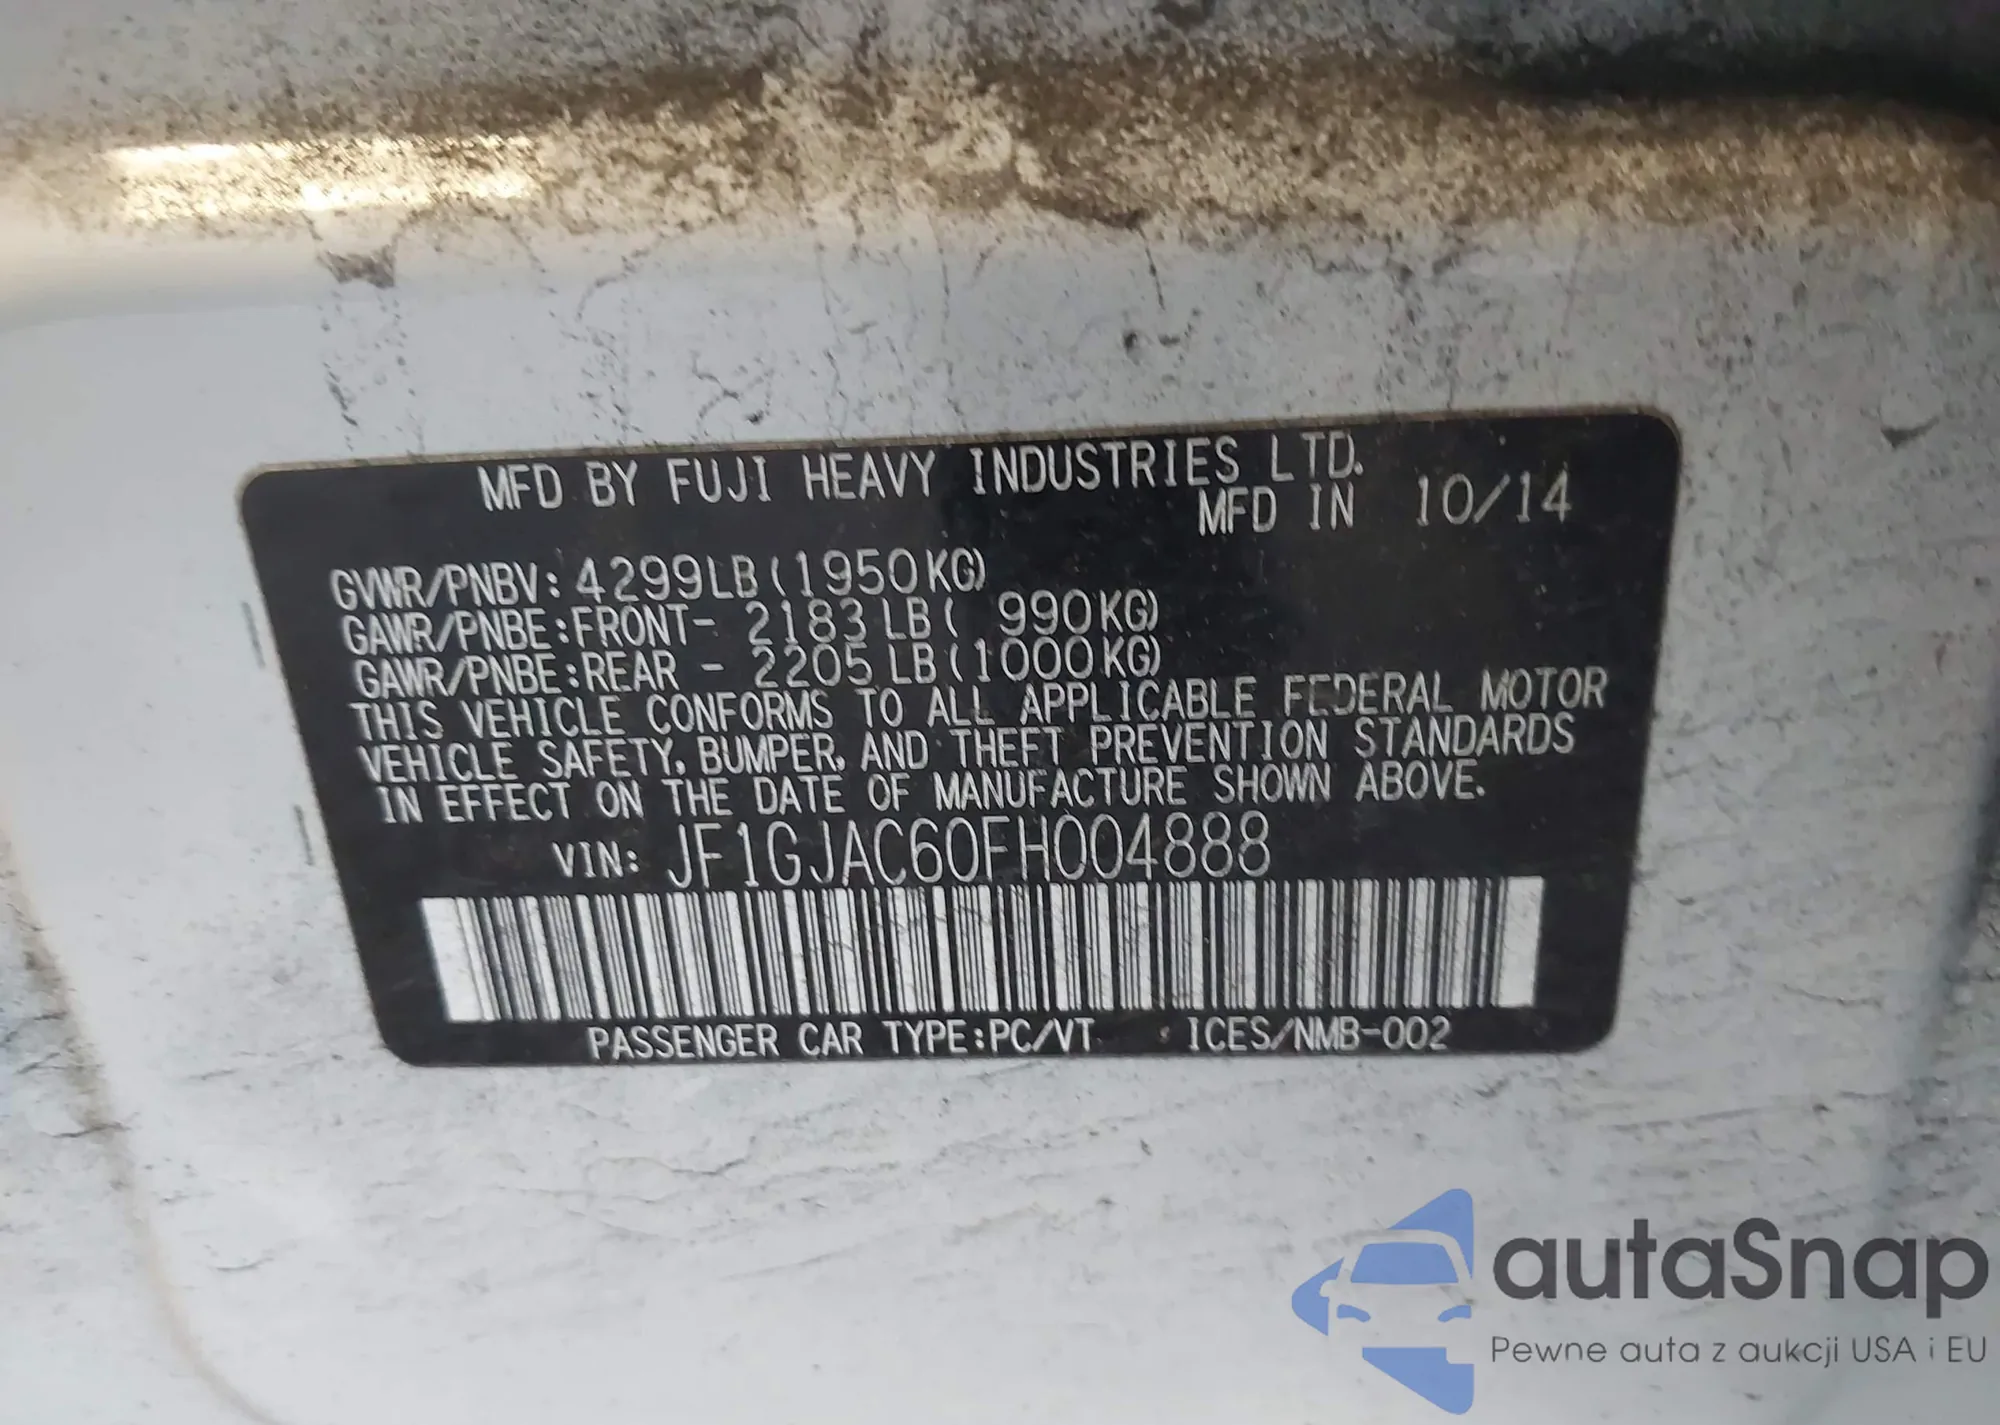 MFD BY FUJI HEAVY INDUSTRIES LTD.
MFD IN 10/14
GVWR/PNBV: 4299LB(1950KG)
GAWR/PNBE:FRONT- 2183LB( 990KG)
GAWR/PNBE:REAR - 2205LB(1000KG)
THIS VEHICLE CONFORMS TO ALL APPLICABLE FEDERAL MOTOR
VEHICLE SAFETY, BUMPER, AND THEFT PREVENTION STANDARDS
IN EFFECT ON THE DATE OF MANUFACTURE SHOWN ABOVE.
VIN: JF1GJAC60FH004888
PASSENGER CAR TYPE:PC/VT ICES/NMB-002
autaSnap
Pewne auta z aukcji USA i EU